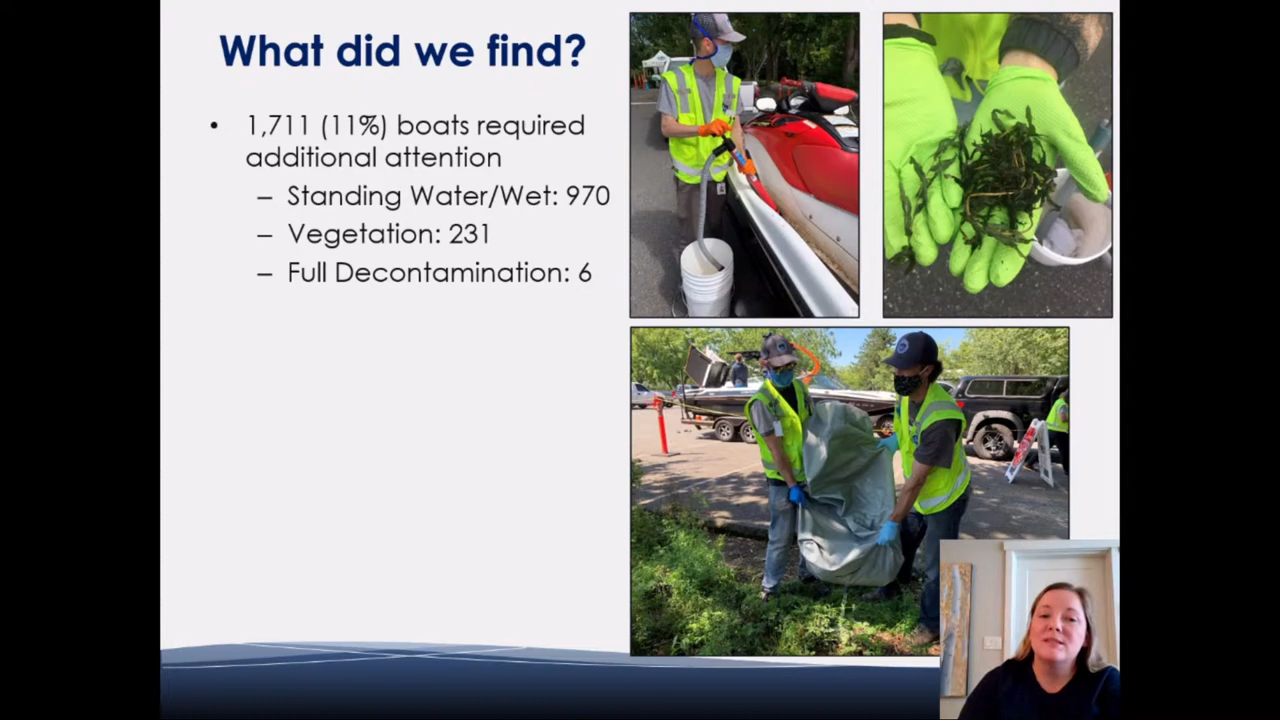 What did we find?
• 1,711 (11%) boats required
additional attention
– Standing Water/Wet: 970
– Vegetation: 231
– Full Decontamination: 6